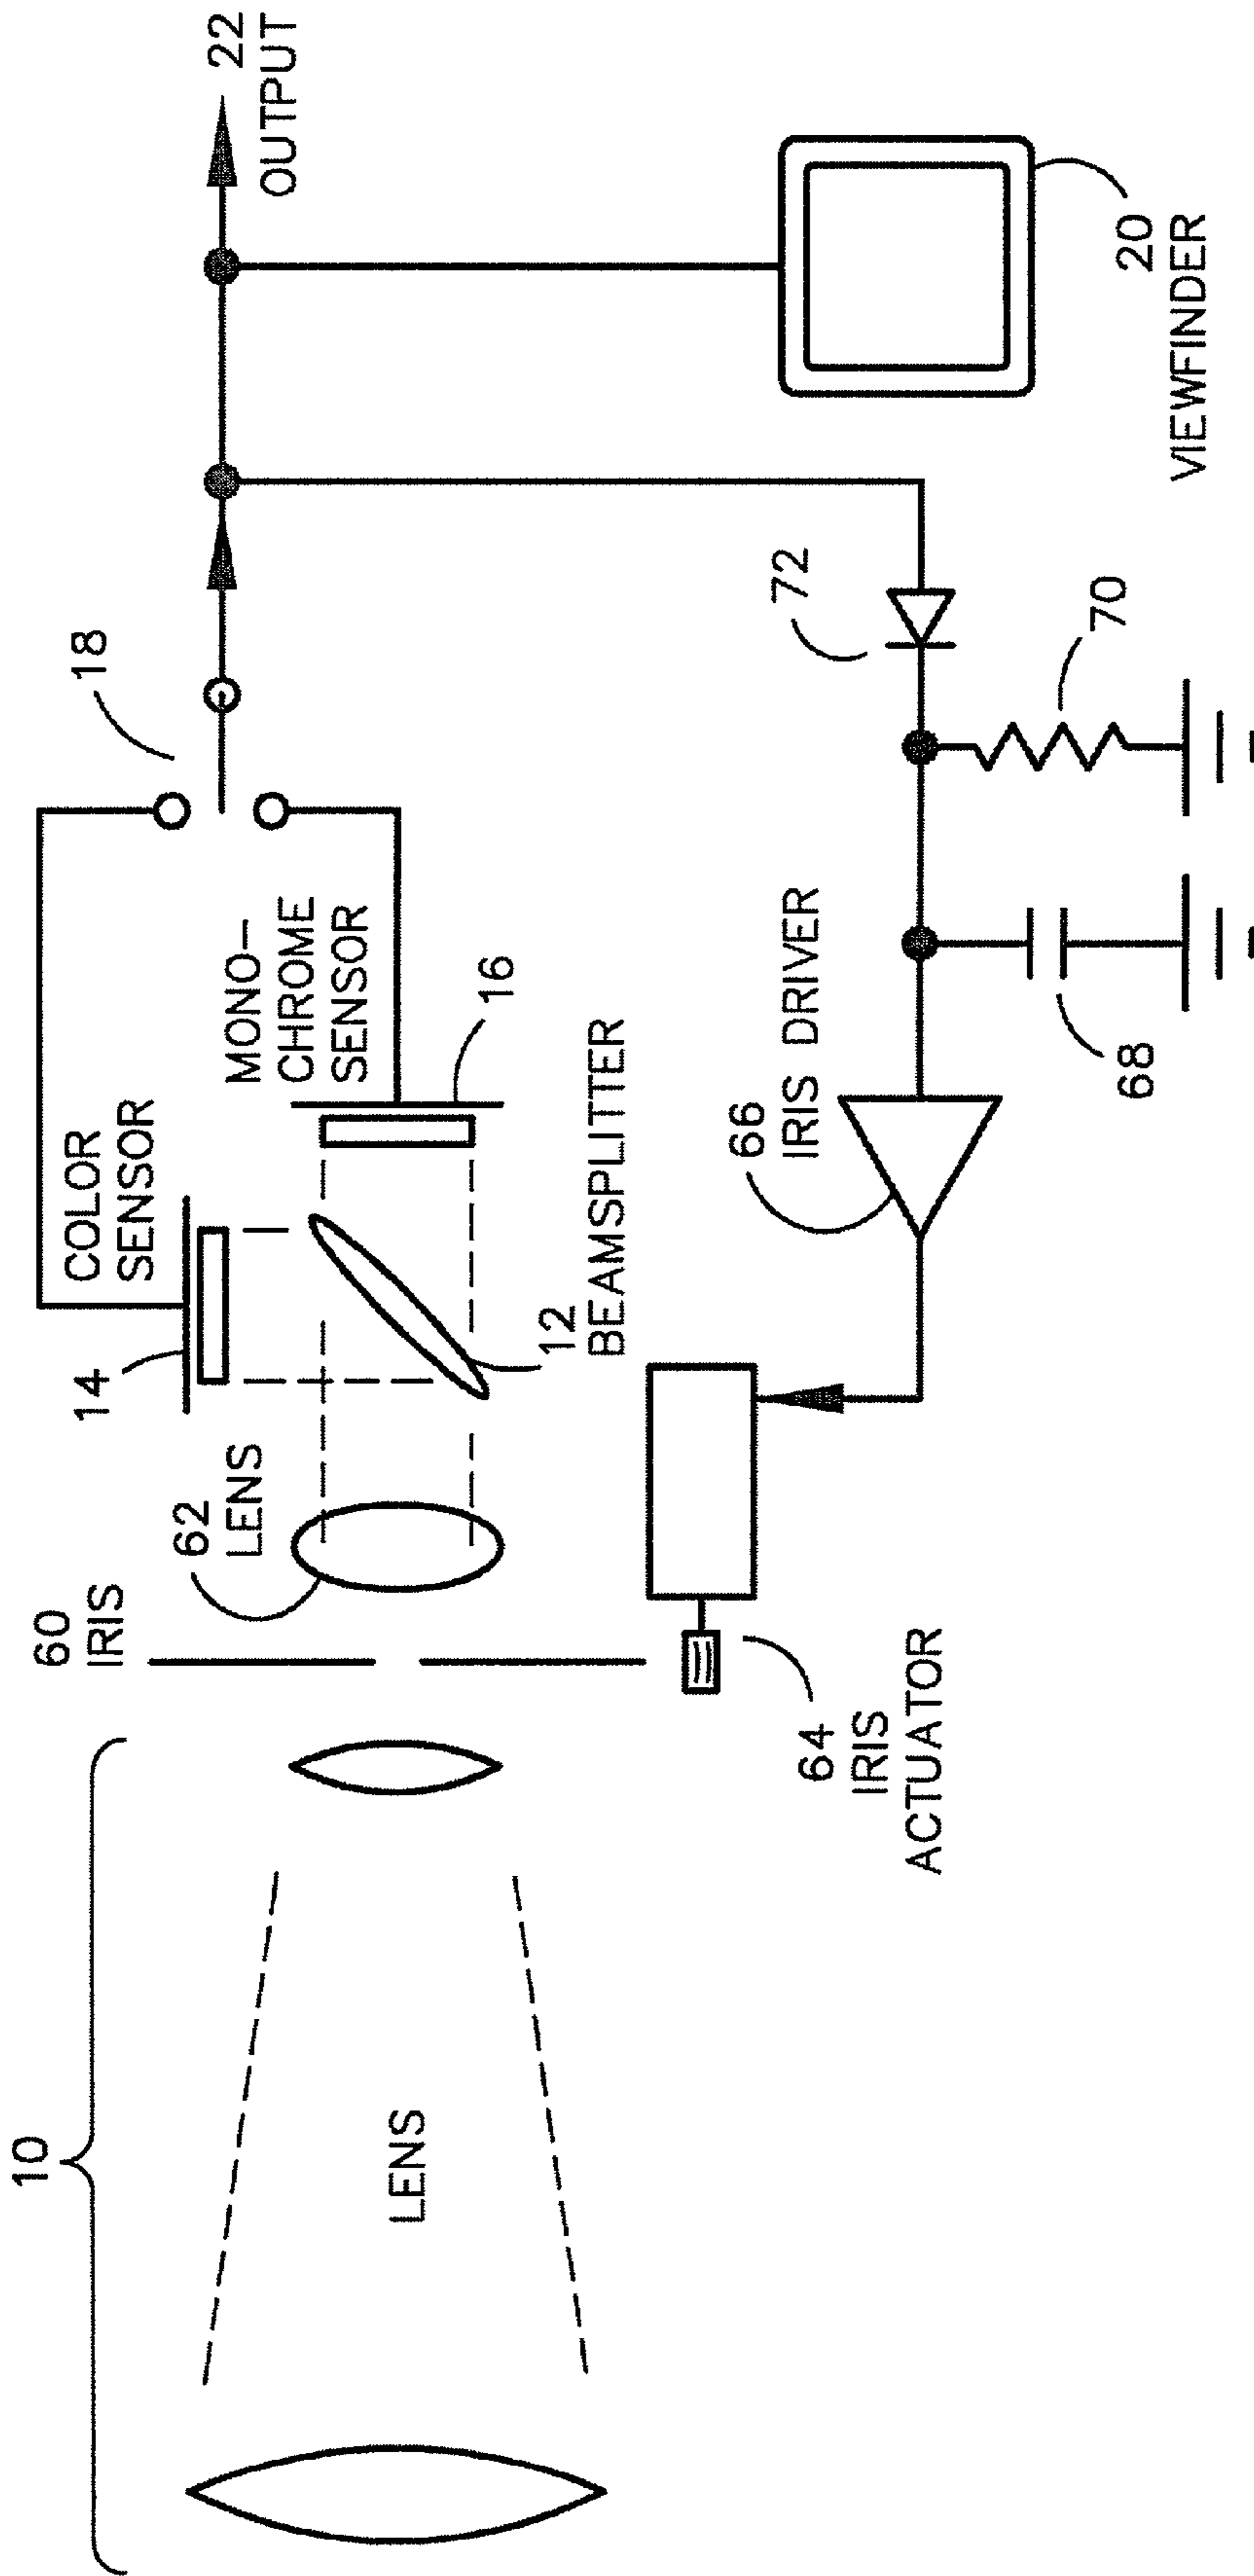 10
LENS
60
IRIS
62
LENS
14
COLOR
SENSOR
MONO-
CHROME
SENSOR
16
12
BEAMSPLITTER
18
22
OUTPUT
64
IRIS
ACTUATOR
66
IRIS DRIVER
68
70
72
20
VIEWFINDER